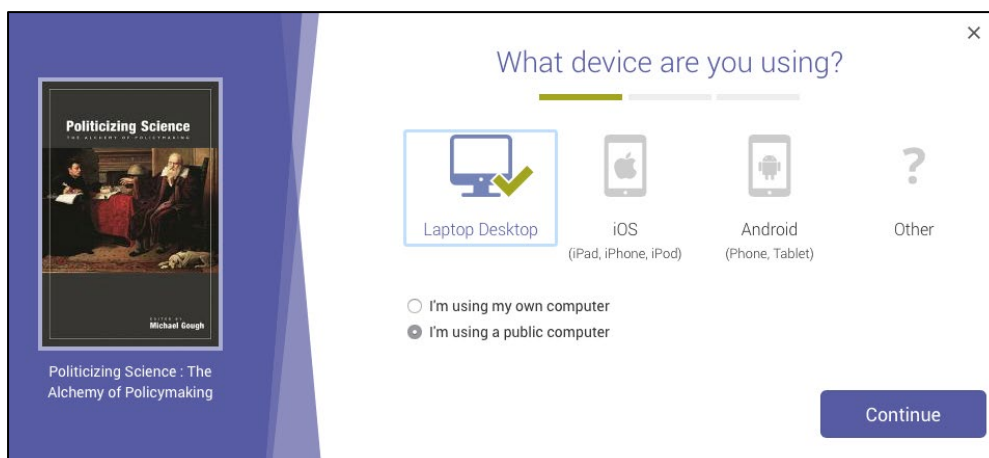 What device are you using?
Politicizing Science
THE ALCHEMY OF POLICYMAKING
EDITED BY
Michael Gough
Politicizing Science : The
Alchemy of Policymaking
Laptop Desktop
iOS
(iPad, iPhone, iPod)
Android
(Phone, Tablet)
?
Other
I'm using my own computer
I'm using a public computer
Continue